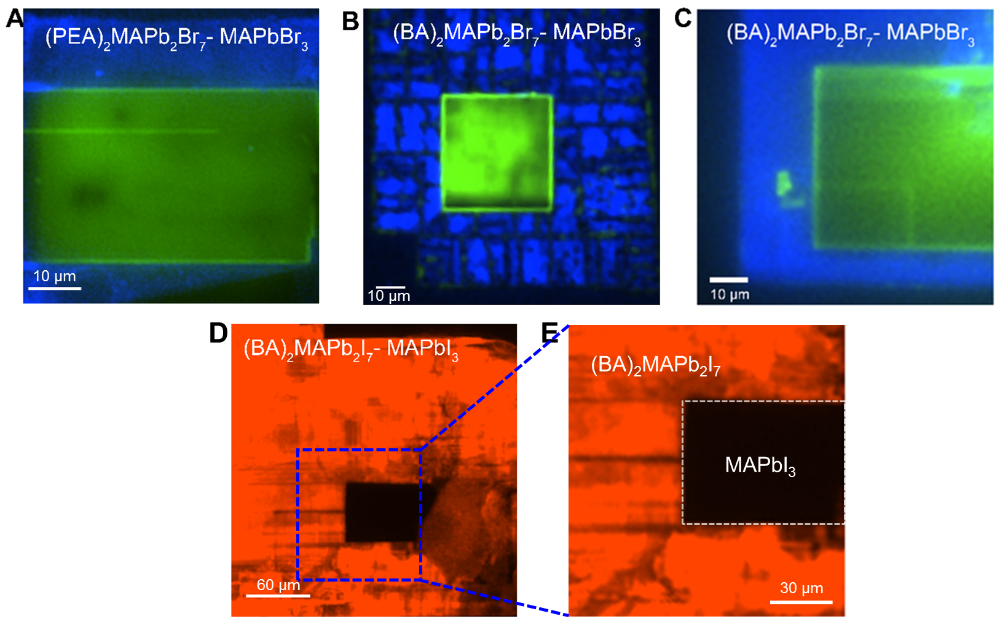 A
(PEA)₂MAPb₂Br₇- MAPbBr₃
10 μm
B
(BA)₂MAPb₂Br₇- MAPbBr₃
10 μm
C
(BA)₂MAPb₂Br₇- MAPbBr₃
10 μm
D
(BA)₂MAPb₂I₇- MAPbI₃
60 μm
E
(BA)₂MAPb₂I₇
MAPbI₃
30 μm